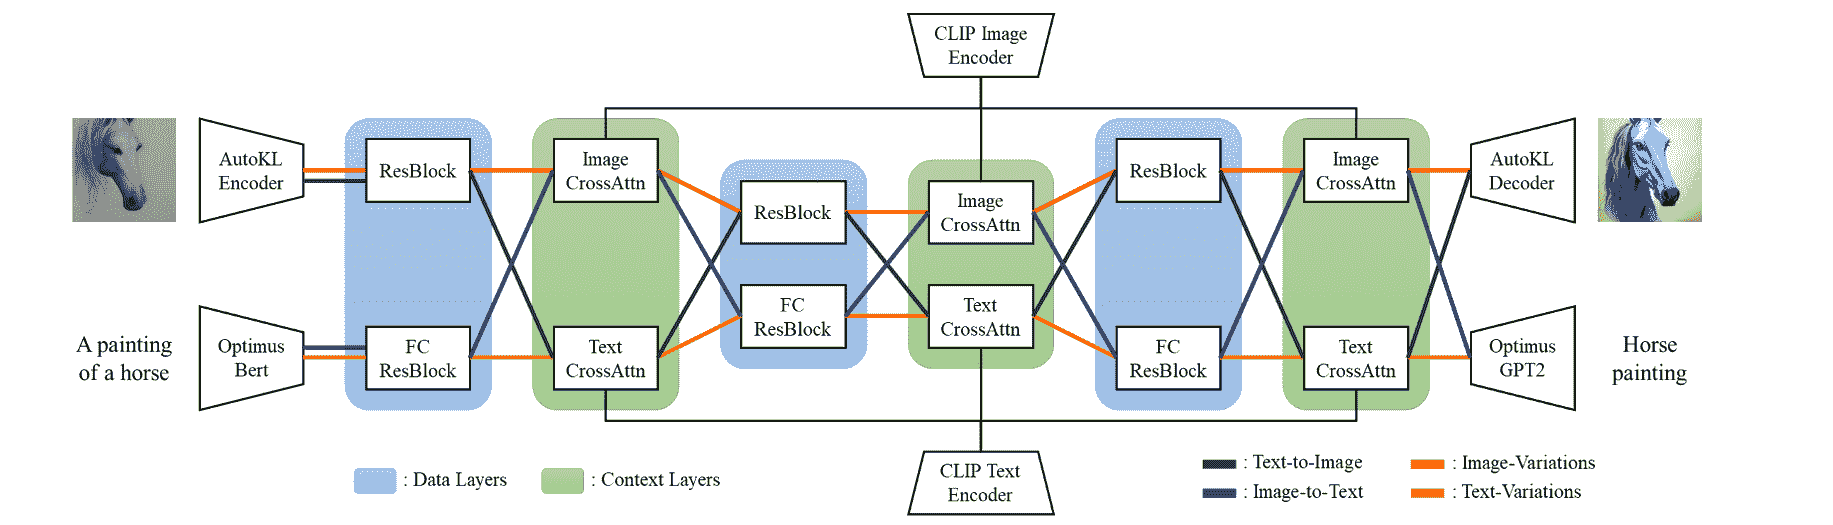 CLIP Image
Encoder
AutoKL
Encoder
ResBlock
Image
CrossAttn
ResBlock
Image
CrossAttn
ResBlock
Image
CrossAttn
AutoKL
Decoder
A painting
of a horse
Optimus
Bert
FC
ResBlock
Text
CrossAttn
FC
ResBlock
Text
CrossAttn
FC
ResBlock
Text
CrossAttn
Optimus
GPT2
Horse
painting
CLIP Text
Encoder
: Data Layers
: Context Layers
: Text-to-Image
: Image-Variations
: Image-to-Text
: Text-Variations